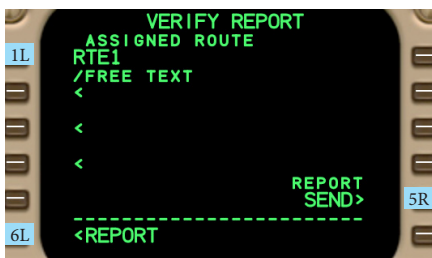 VERIFY REPORT
ASSIGNED ROUTE
1L
RTE1
/FREE TEXT
<
<
<
REPORT
SEND>
5R
--------------------------
6L
<REPORT